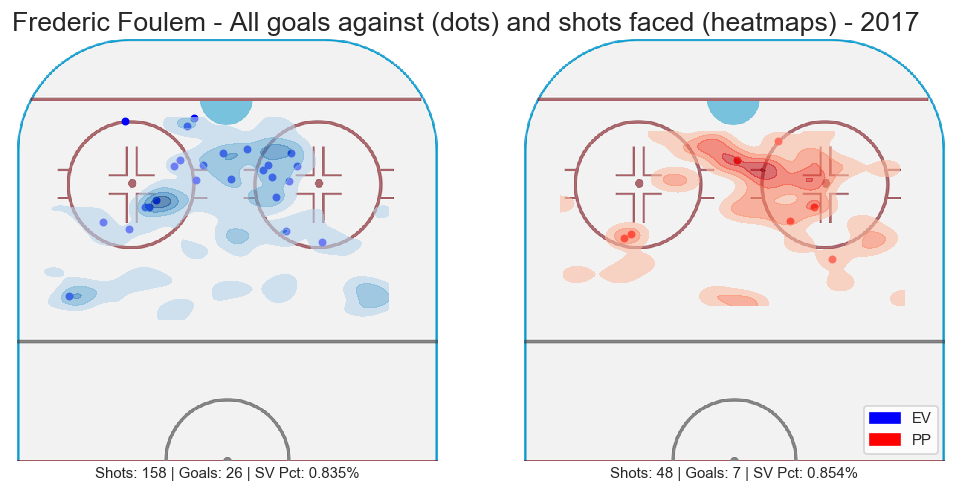 Frederic Foulem - All goals against (dots) and shots faced (heatmaps) - 2017
EV
PP
Shots: 158 | Goals: 26 | SV Pct: 0.835%
Shots: 48 | Goals: 7 | SV Pct: 0.854%